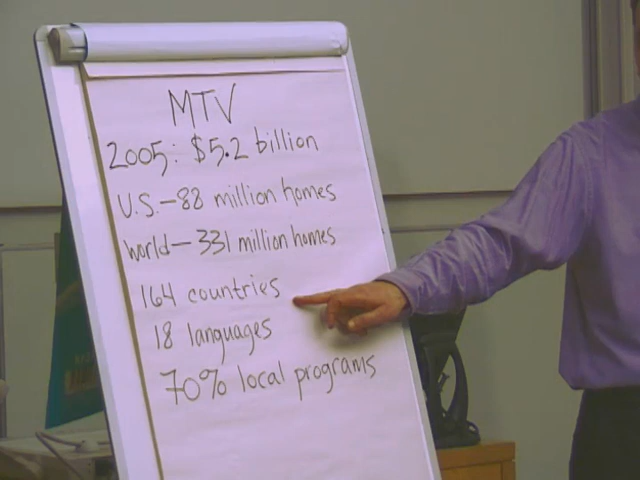 MTV
2005: $5.2 billion
U.S.-88 million homes
world-331 million homes
164 countries
18 languages
70% local programs